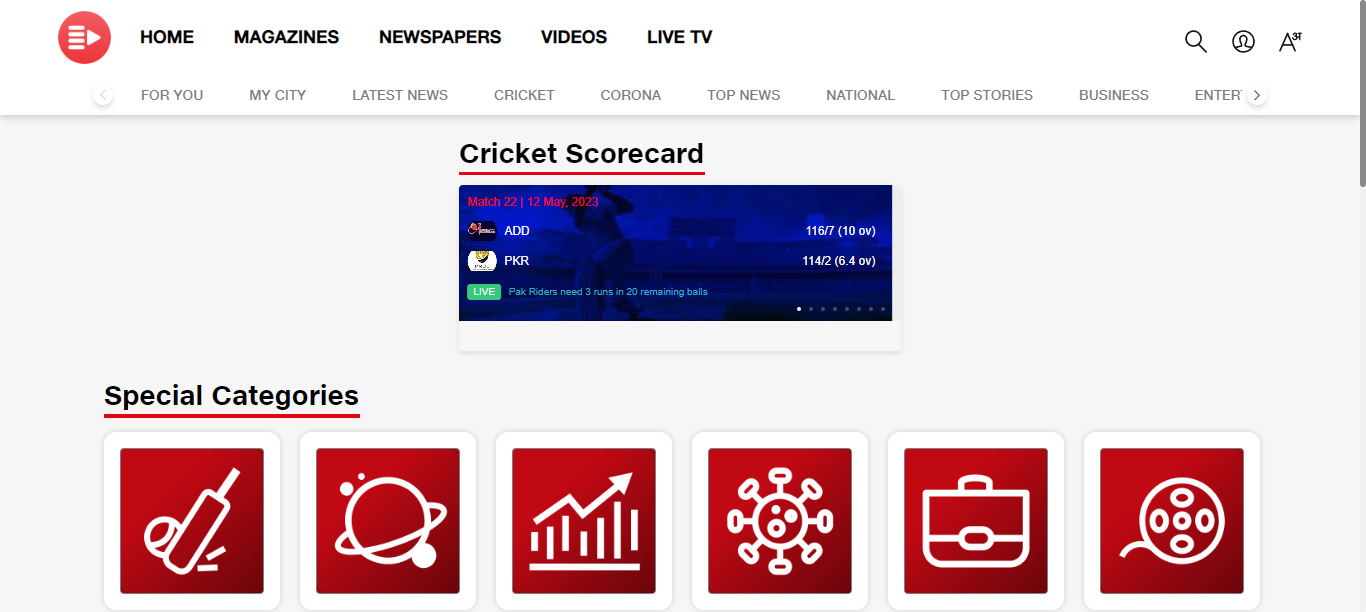 HOME MAGAZINES NEWSPAPERS VIDEOS LIVE TV
A अ
FOR YOU MY CITY LATEST NEWS CRICKET CORONA TOP NEWS NATIONAL TOP STORIES BUSINESS ENTER
Cricket Scorecard
Match 22 | 12 May, 2023
ADD 116/7 (10 ov)
PKR 114/2 (6.4 ov)
LIVE Pak Riders need 3 runs in 20 remaining balls
Special Categories